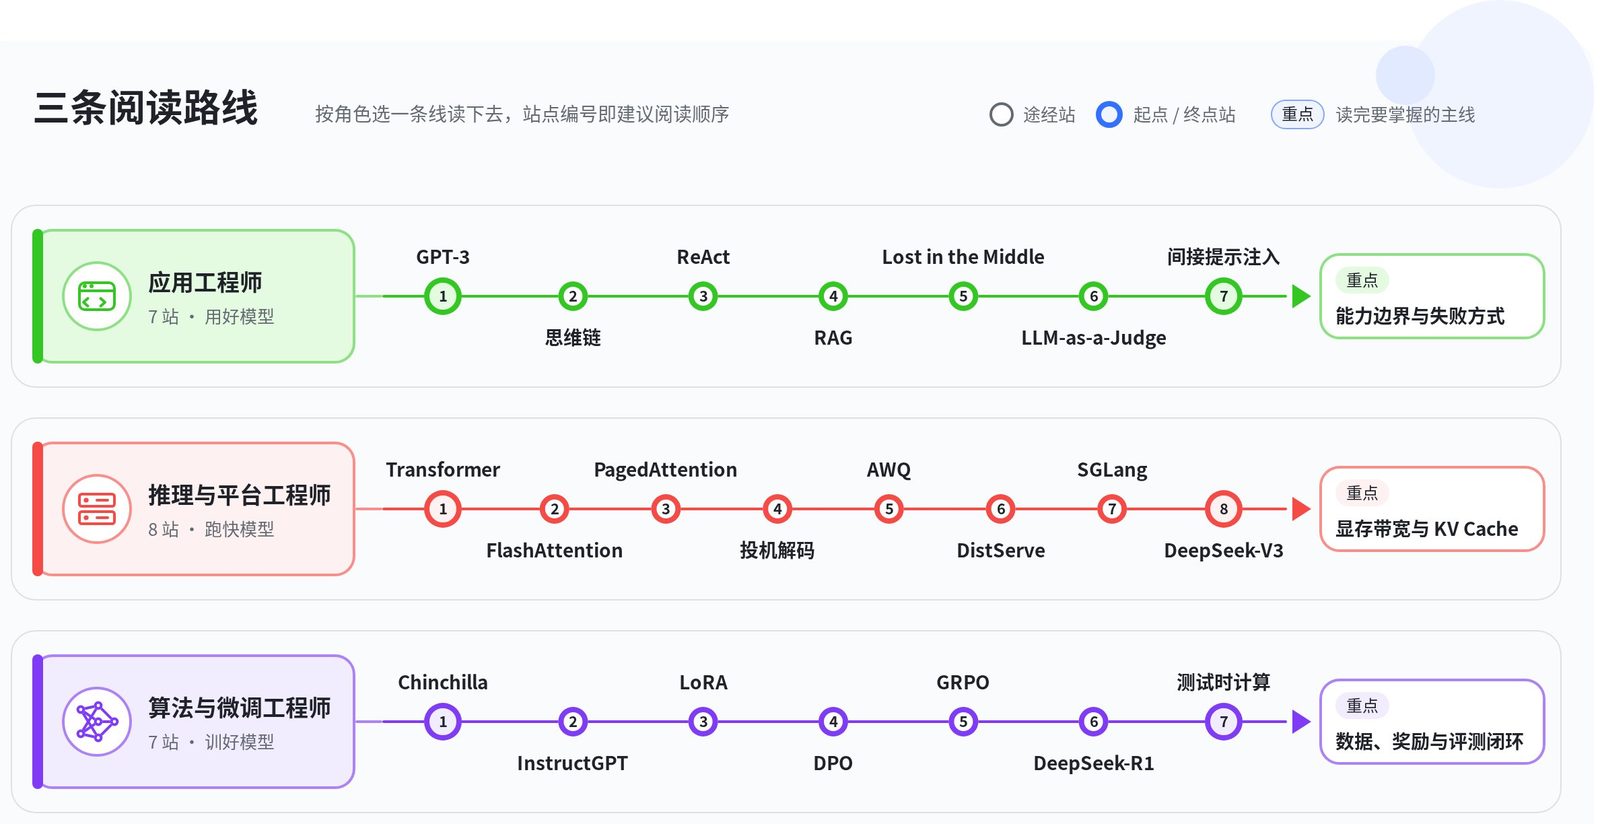 三条阅读路线
按角色选一条线读下去，站点编号即建议阅读顺序
途经站
起点 / 终点站
重点
读完要掌握的主线
应用工程师
7 站 · 用好模型
GPT-3
ReAct
Lost in the Middle
间接提示注入
1 2 3 4 5 6 7
思维链
RAG
LLM-as-a-Judge
重点
能力边界与失败方式
推理与平台工程师
8 站 · 跑快模型
Transformer
PagedAttention
AWQ
SGLang
1 2 3 4 5 6 7 8
FlashAttention
投机解码
DistServe
DeepSeek-V3
重点
显存带宽与 KV Cache
算法与微调工程师
7 站 · 训好模型
Chinchilla
LoRA
GRPO
测试时计算
1 2 3 4 5 6 7
InstructGPT
DPO
DeepSeek-R1
重点
数据、奖励与评测闭环